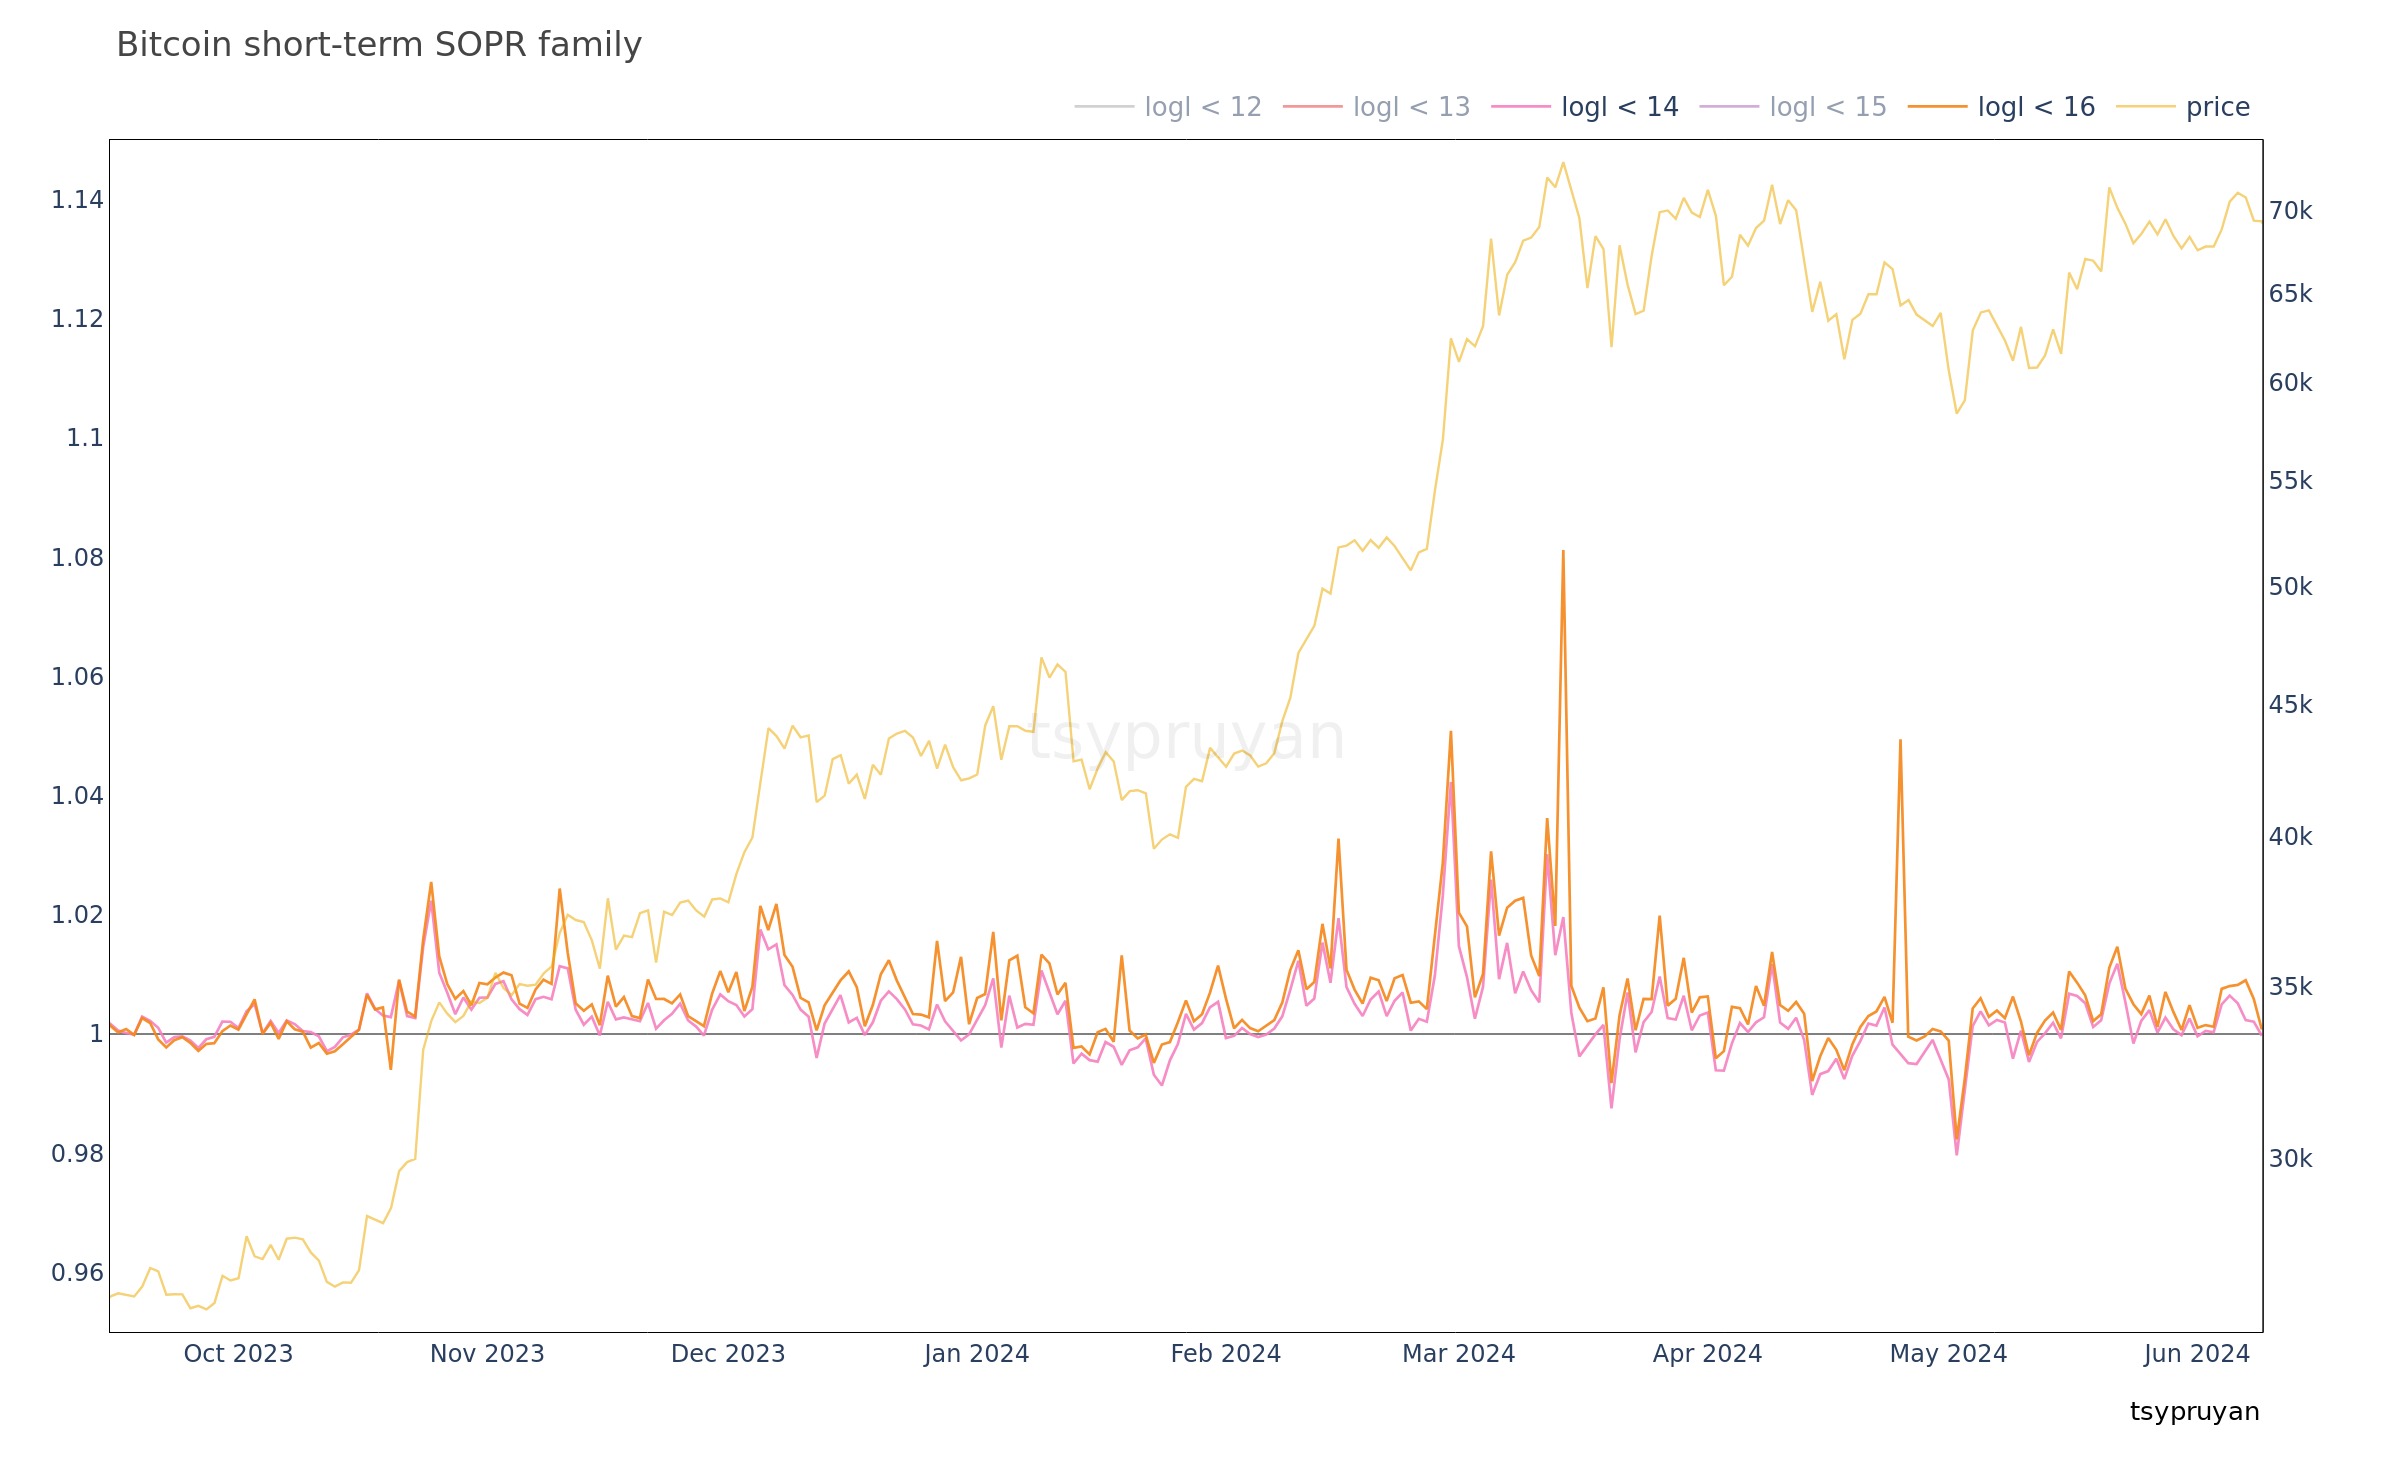 Bitcoin short-term SOPR family
logl < 12 logl < 13 logl < 14 logl < 15 logl < 16 price
1.14
1.12
1.1
1.08
1.06
1.04
1.02
1
0.98
0.96
70k
65k
60k
55k
50k
45k
40k
35k
30k
tsypruyan
Oct 2023 Nov 2023 Dec 2023 Jan 2024 Feb 2024 Mar 2024 Apr 2024 May 2024 Jun 2024
tsypruyan